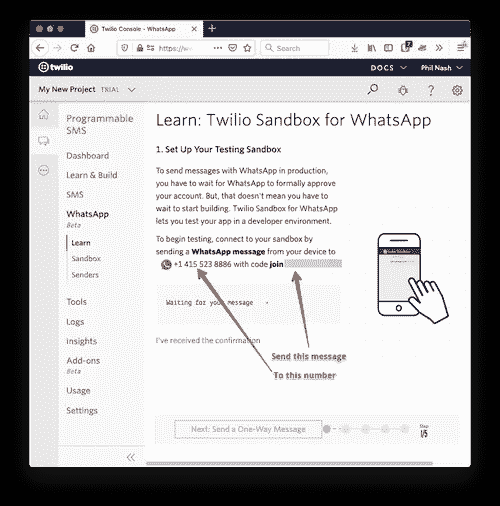 Twilio Console - WhatsApp
Search
twilio
DOCS
Phil Nash
My New Project TRIAL
Programmable
SMS
Dashboard
Learn & Build
SMS
WhatsApp
Beta
Learn
Sandbox
Senders
Tools
Logs
Insights
Add-ons
Beta
Usage
Settings
Learn: Twilio Sandbox for WhatsApp
1. Set Up Your Testing Sandbox
To send messages with WhatsApp in production,
you have to wait for WhatsApp to formally approve
your account. But, that doesn't mean you have to
wait to start building. Twilio Sandbox for WhatsApp
lets you test your app in a developer environment.
To begin testing, connect to your sandbox by
sending a WhatsApp message from your device to
+1 415 523 8886 with code join
Waiting for your message
I've received the confirmation
Send this message
To this number
Next: Send a One-Way Message
Step
1/5